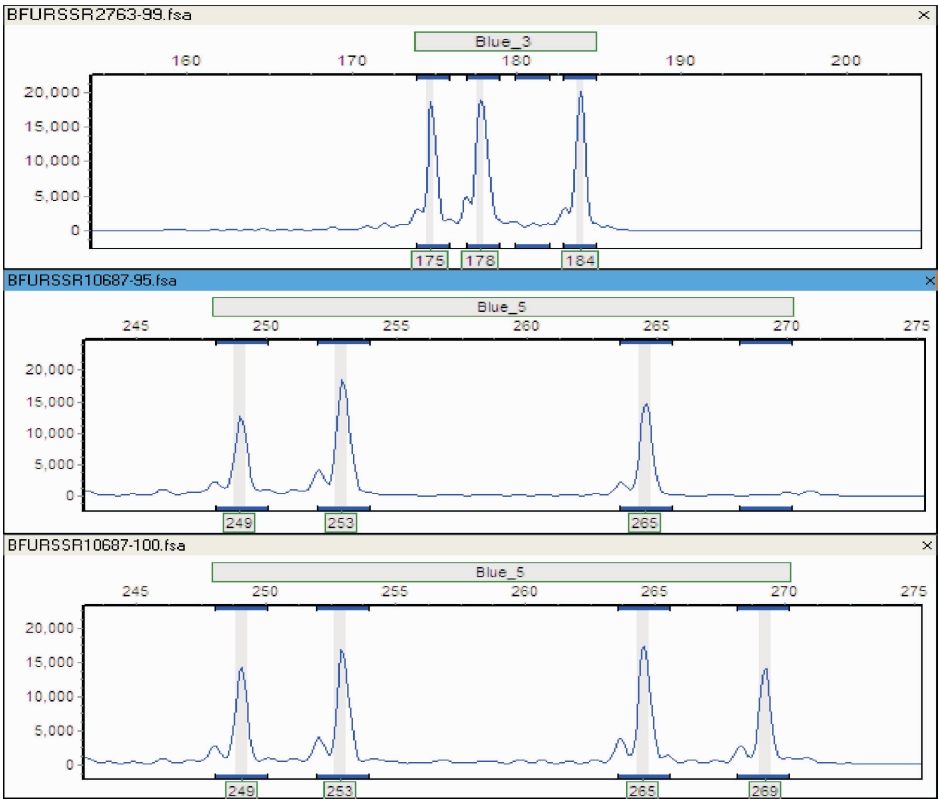 BFURSSR2763-99.fsa ×
Blue_3
160 170 180 190 200
20,000
15,000
10,000
5,000
0
175 178 184
BFURSSR10687-95.fsa ×
Blue_5
245 250 255 260 265 270 275
20,000
15,000
10,000
5,000
0
249 253 265
BFURSSR10687-100.fsa ×
Blue_5
245 250 255 260 265 270 275
20,000
15,000
10,000
5,000
0
249 253 265 269